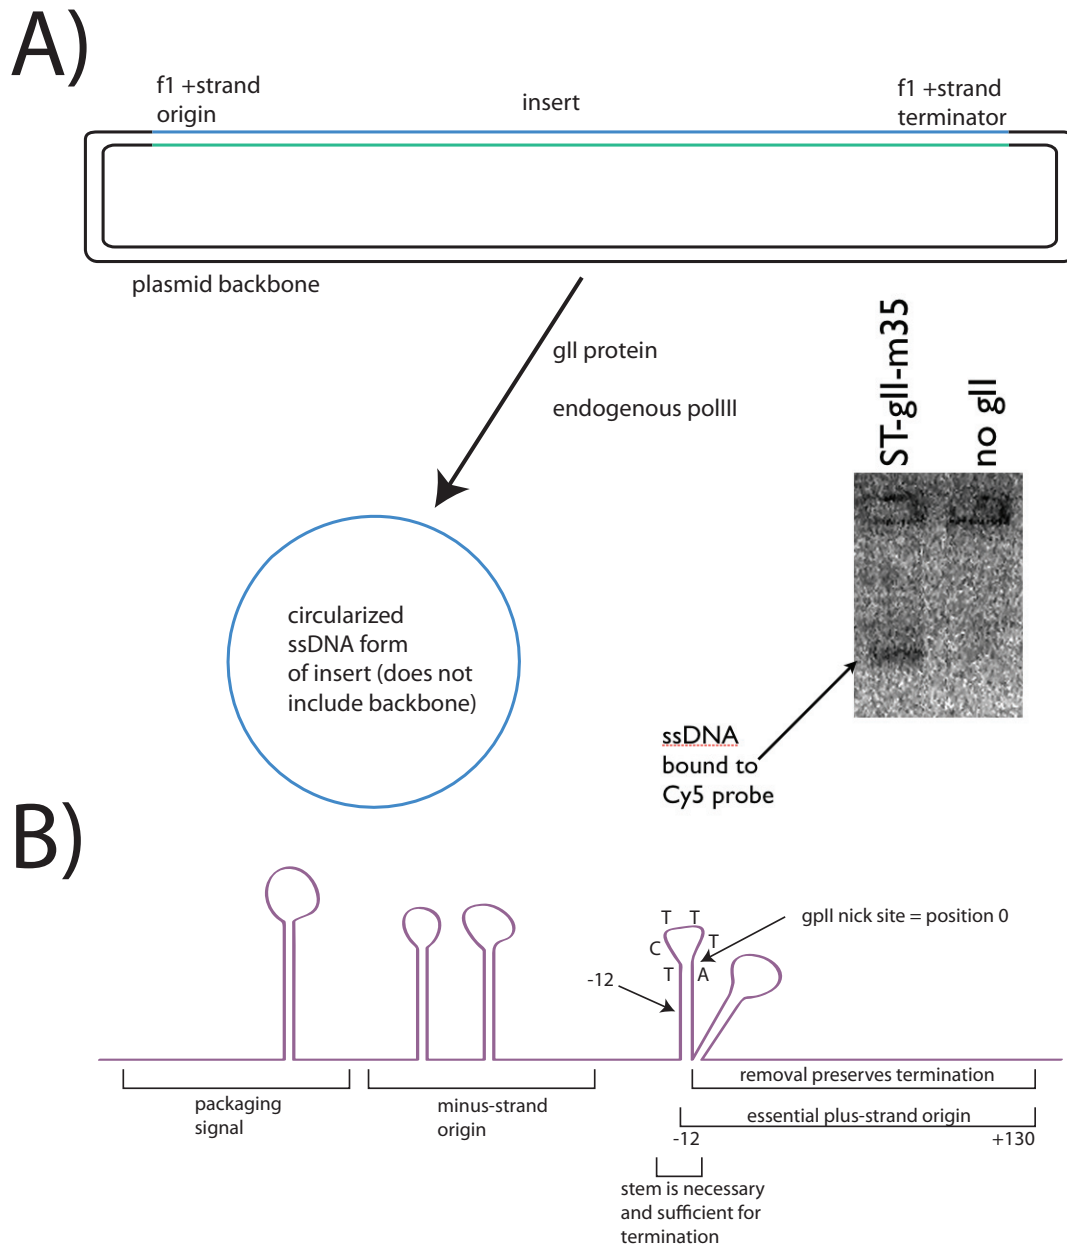 A)
f1 +strand
origin
insert
f1 +strand
terminator
plasmid backbone
gII protein
endogenous polIII
ST-gII-m35
no gII
circularized
ssDNA form
of insert (does not
include backbone)
ssDNA
bound to
Cy5 probe
B)
T T
C T
T A
gpII nick site = position 0
-12
removal preserves termination
packaging
signal
minus-strand
origin
essential plus-strand origin
-12
+130
stem is necessary
and sufficient for
termination